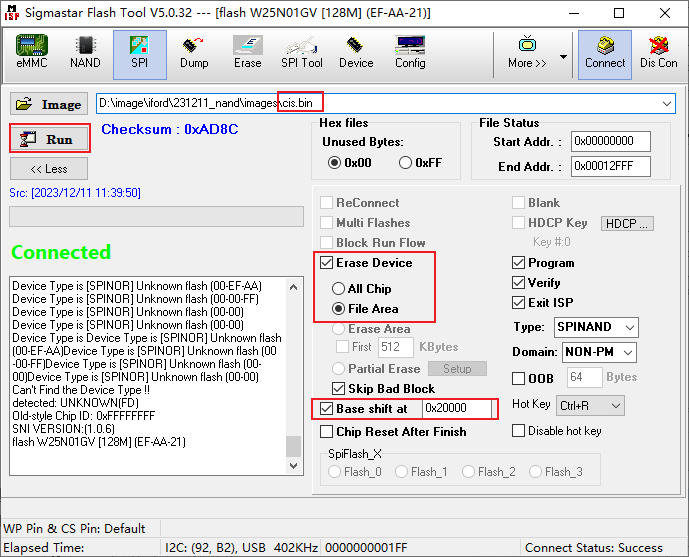 M
ISP
Sigmastar Flash Tool V5.0.32 --- [flash W25N01GV [128M] (EF-AA-21)]
eMMC
NAND
SPI
Dump
Erase
SPI Tool
Device
Config
More >>
Connect
Dis Con
Image
D:\image\iford\231211_nand\images\cis.bin
Run
Checksum : 0xAD8C
<< Less
Src: [2023/12/11 11:39:50]
Connected
Device Type is [SPINOR] Unknown flash (00-EF-AA)
Device Type is [SPINOR] Unknown flash (00-00-FF)
Device Type is [SPINOR] Unknown flash (00-00)
Device Type is [SPINOR] Unknown flash (00-00)
Device Type is Device Type is [SPINOR] Unknown flash
(00-EF-AA)Device Type is [SPINOR] Unknown flash (00
-00-FF)Device Type is [SPINOR] Unknown flash (00-
00)Device Type is [SPINOR] Unknown flash (00-00)
Can't Find the Device Type !!
detected: UNKNOWN(FD)
Old-style Chip ID: 0xFFFFFFFF
SNI VERSION:(1.0.6)
flash W25N01GV [128M] (EF-AA-21)
Hex files
Unused Bytes:
0x00
0xFF
File Status
Start Addr. :
0x00000000
End Addr. :
0x00012FFF
ReConnect
Multi Flashes
Block Run Flow
Erase Device
All Chip
File Area
Erase Area
First
512
KBytes
Partial Erase
Setup
Skip Bad Block
Base shift at
0x20000
Chip Reset After Finish
Blank
HDCP Key
HDCP ...
Key #:0
Program
Verify
Exit ISP
Type:
SPINAND
Domain:
NON-PM
OOB
64
Bytes
Hot Key
Ctrl+R
Disable hot key
SpiFlash_X
Flash_0
Flash_1
Flash_2
Flash_3
WP Pin & CS Pin: Default
Elapsed Time:
I2C: (92, B2), USB 402KHz
0000000001FF
Connect Status: Success